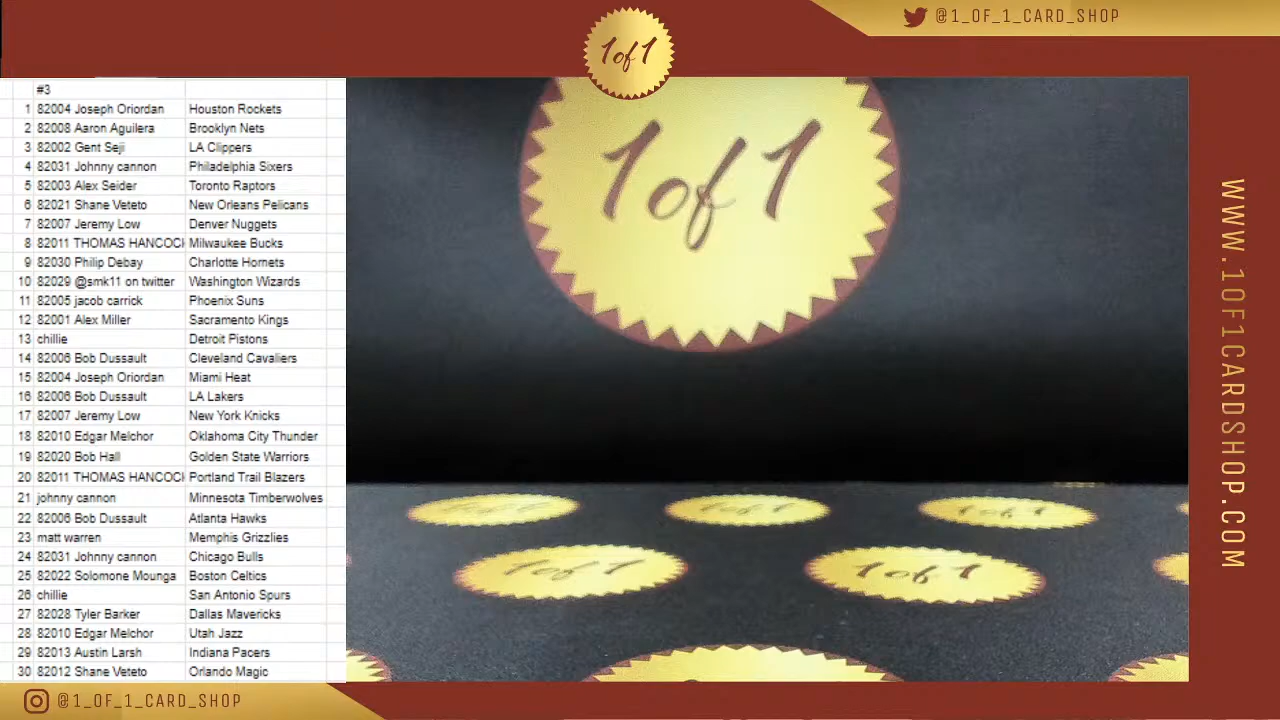 @1_OF_1_CARD_SHOP
1of1
#3
1 82004 Joseph Oriordan Houston Rockets
2 82008 Aaron Aguilera Brooklyn Nets
3 82002 Gent Seji LA Clippers
4 82031 Johnny cannon Philadelphia Sixers
5 82003 Alex Seider Toronto Raptors
6 82021 Shane Veteto New Orleans Pelicans
7 82007 Jeremy Low Denver Nuggets
8 82011 THOMAS HANCOCK Milwaukee Bucks
9 82030 Philip Debay Charlotte Hornets
10 82029 @smk11 on twitter Washington Wizards
11 82005 jacob carrick Phoenix Suns
12 82001 Alex Miller Sacramento Kings
13 chillie Detroit Pistons
14 82006 Bob Dussault Cleveland Cavaliers
15 82004 Joseph Oriordan Miami Heat
16 82006 Bob Dussault LA Lakers
17 82007 Jeremy Low New York Knicks
18 82010 Edgar Melchor Oklahoma City Thunder
19 82020 Bob Hall Golden State Warriors
20 82011 THOMAS HANCOCK Portland Trail Blazers
21 johnny cannon Minnesota Timberwolves
22 82006 Bob Dussault Atlanta Hawks
23 matt warren Memphis Grizzlies
24 82031 Johnny cannon Chicago Bulls
25 82022 Solomone Mounga Boston Celtics
26 chillie San Antonio Spurs
27 82028 Tyler Barker Dallas Mavericks
28 82010 Edgar Melchor Utah Jazz
29 82013 Austin Larsh Indiana Pacers
30 82012 Shane Veteto Orlando Magic
1of1
1of1
1of1
1of1
1of1
1of1
WWW.1OF1CARDSHOP.COM
@1_OF_1_CARD_SHOP